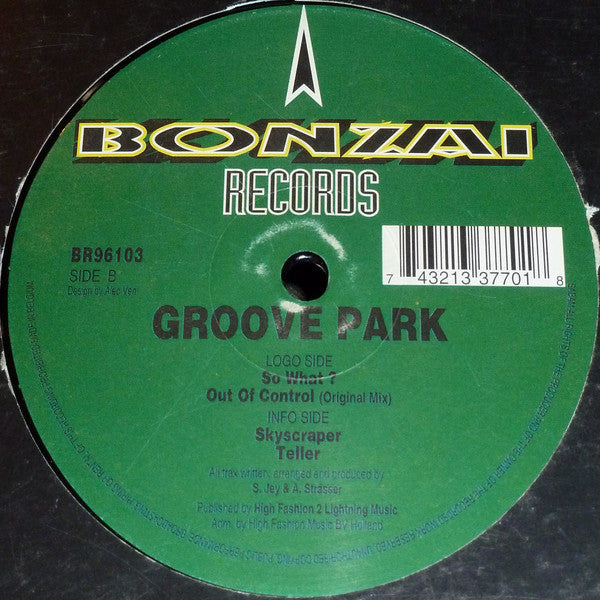 BONZAI
RECORDS
BR96103
SIDE B
Design by Alec Ven
7 43213 37701 8
GROOVE PARK
LOGO SIDE
So What ?
Out Of Control (Original Mix)
INFO SIDE
Skyscraper
Teller
All trax written, arranged and produced by
S. Jey & A. Strasser
Published by High Fashion 2 Lightning Music
Adm. by High Fashion Music BV Holland